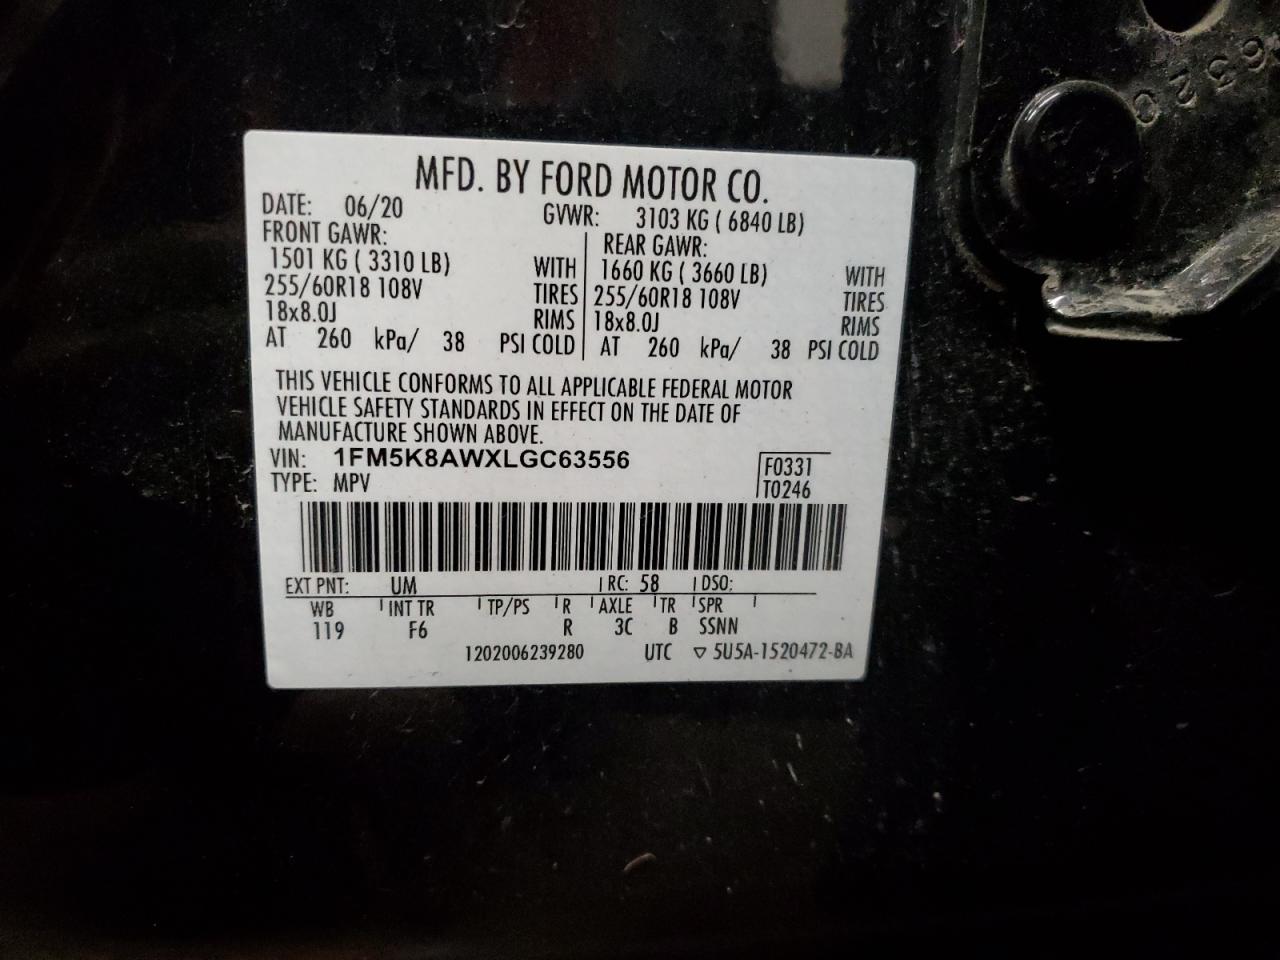 6320
MFD. BY FORD MOTOR CO.
DATE: 06/20 GVWR: 3103 KG ( 6840 LB)
FRONT GAWR: REAR GAWR:
1501 KG ( 3310 LB) WITH 1660 KG ( 3660 LB) WITH
255/60R18 108V TIRES 255/60R18 108V TIRES
18x8.0J RIMS 18x8.0J RIMS
AT 260 kPa/ 38 PSI COLD AT 260 kPa/ 38 PSI COLD
THIS VEHICLE CONFORMS TO ALL APPLICABLE FEDERAL MOTOR
VEHICLE SAFETY STANDARDS IN EFFECT ON THE DATE OF
MANUFACTURE SHOWN ABOVE.
VIN: 1FM5K8AWXLGC63556 F0331
TYPE: MPV T0246
EXT PNT: UM RC: 58 DSO:
WB INT TR TP/PS R AXLE TR SPR
119 F6 R 3C B SSNN
1202006239280 UTC ▽ 5U5A-1520472-BA